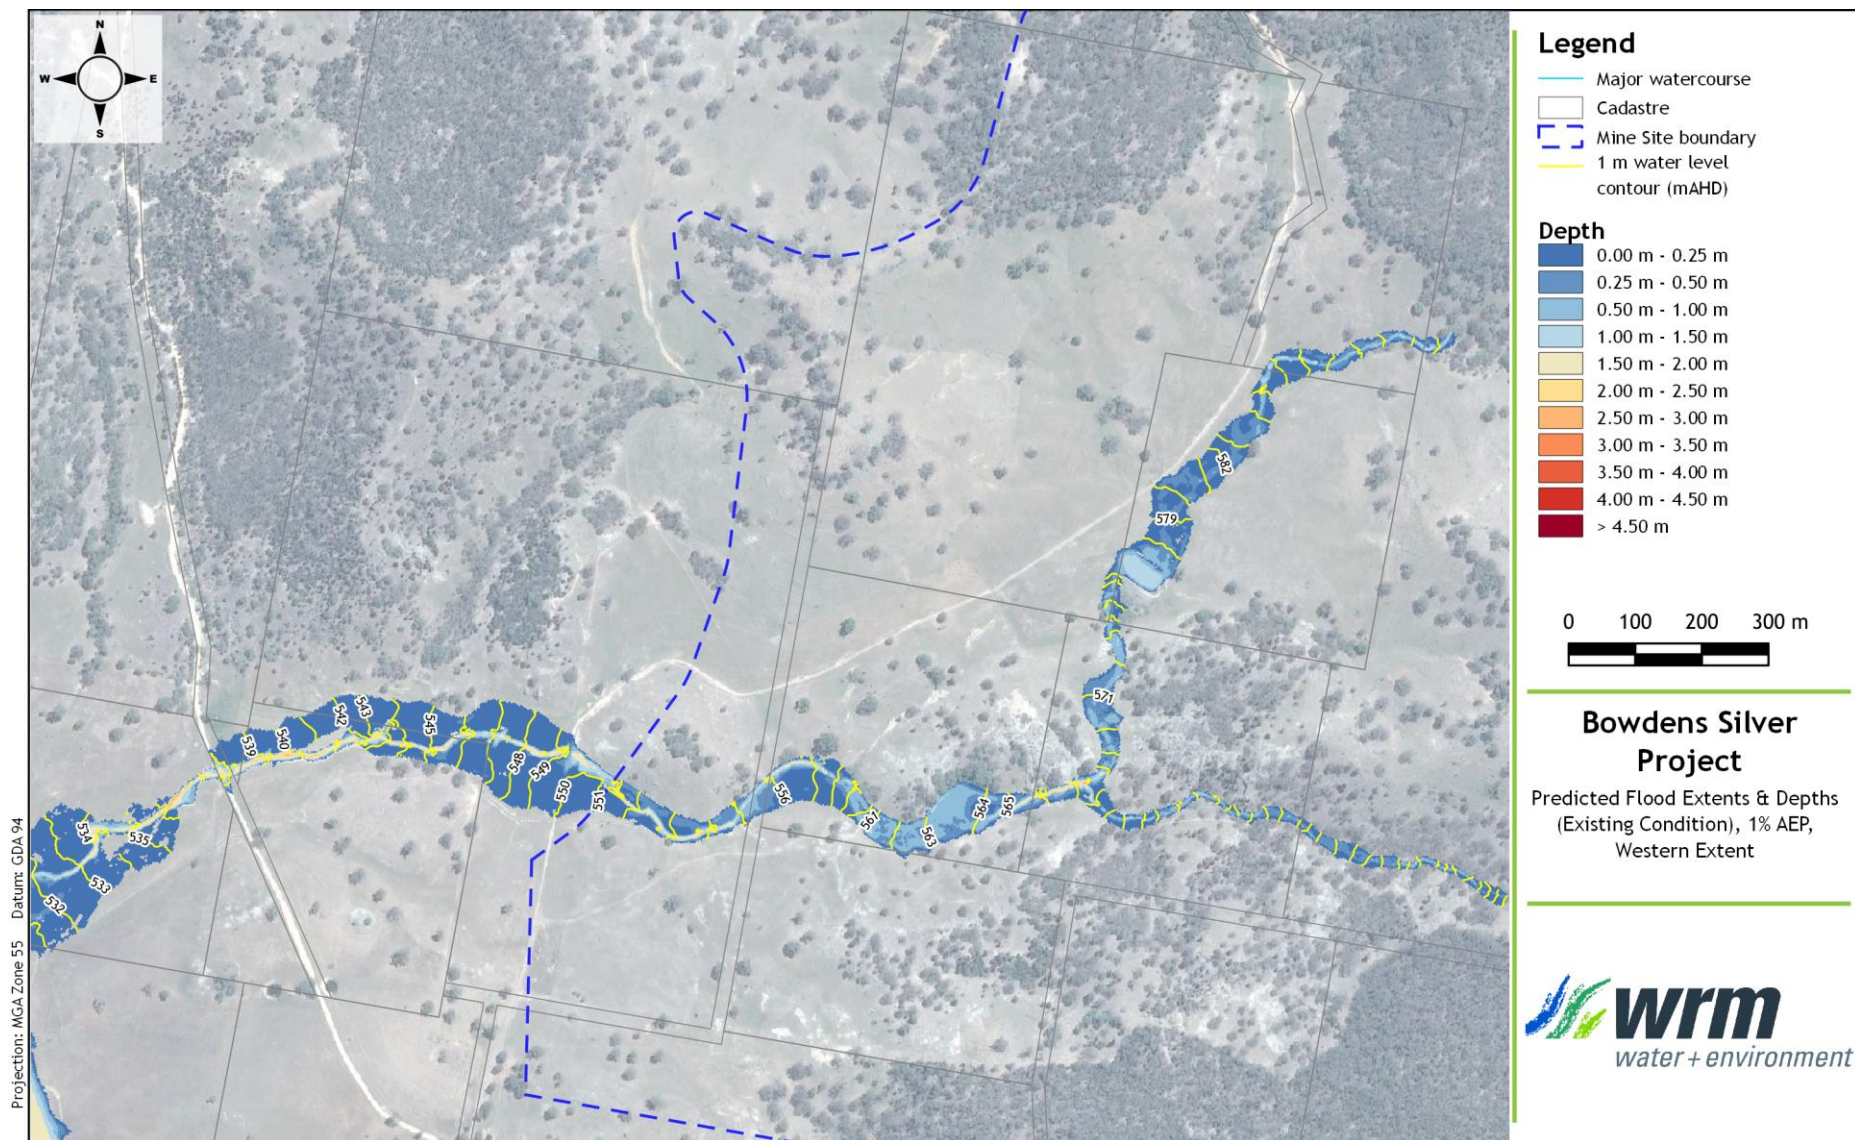 N
W
E
S
Legend
Major watercourse
Cadastre
Mine Site boundary
1 m water level
contour (mAHD)
Depth
0.00 m - 0.25 m
0.25 m - 0.50 m
0.50 m - 1.00 m
1.00 m - 1.50 m
1.50 m - 2.00 m
2.00 m - 2.50 m
2.50 m - 3.00 m
3.00 m - 3.50 m
3.50 m - 4.00 m
4.00 m - 4.50 m
> 4.50 m
0 100 200 300 m
Bowdens Silver
Project
Predicted Flood Extents & Depths
(Existing Condition), 1% AEP,
Western Extent
wrm
water + environment
Projection: MGA Zone 55 Datum: GDA 94
582
579
571
565
564
563
567
556
551
550
549
548
545
543
542
540
539
535
534
533
532